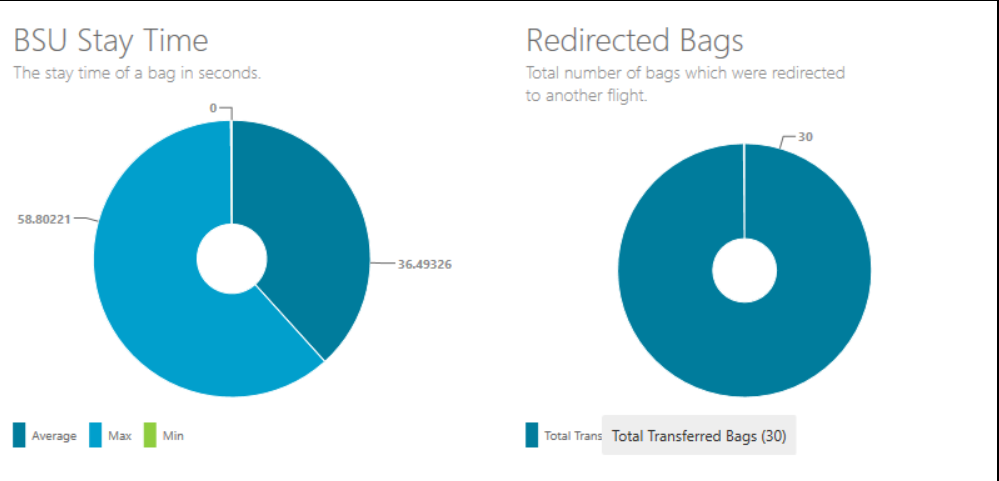 BSU Stay Time
The stay time of a bag in seconds.
0
58.80221
36.49326
Average
Max
Min
Redirected Bags
Total number of bags which were redirected
to another flight.
30
Total Trans
Total Transferred Bags (30)